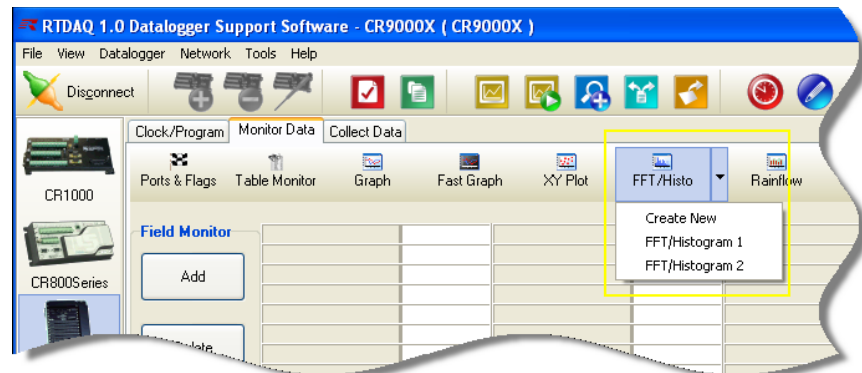 RTDAQ 1.0 Datalogger Support Software - CR9000X ( CR9000X )
File View Datalogger Network Tools Help
Disconnect
Clock/Program Monitor Data Collect Data
Ports & Flags Table Monitor Graph Fast Graph XY Plot FFT/Histo Rainflow
CR1000
Create New
FFT/Histogram 1
FFT/Histogram 2
Field Monitor
Add
CR800Series